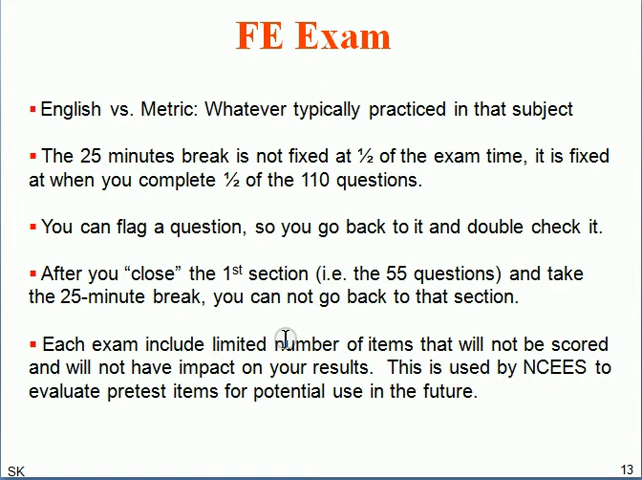 FE Exam
▪ English vs. Metric: Whatever typically practiced in that subject
▪ The 25 minutes break is not fixed at ½ of the exam time, it is fixed
at when you complete ½ of the 110 questions.
▪ You can flag a question, so you go back to it and double check it.
▪ After you “close” the 1st section (i.e. the 55 questions) and take
the 25-minute break, you can not go back to that section.
▪ Each exam include limited number of items that will not be scored
and will not have impact on your results. This is used by NCEES to
evaluate pretest items for potential use in the future.
SK
13